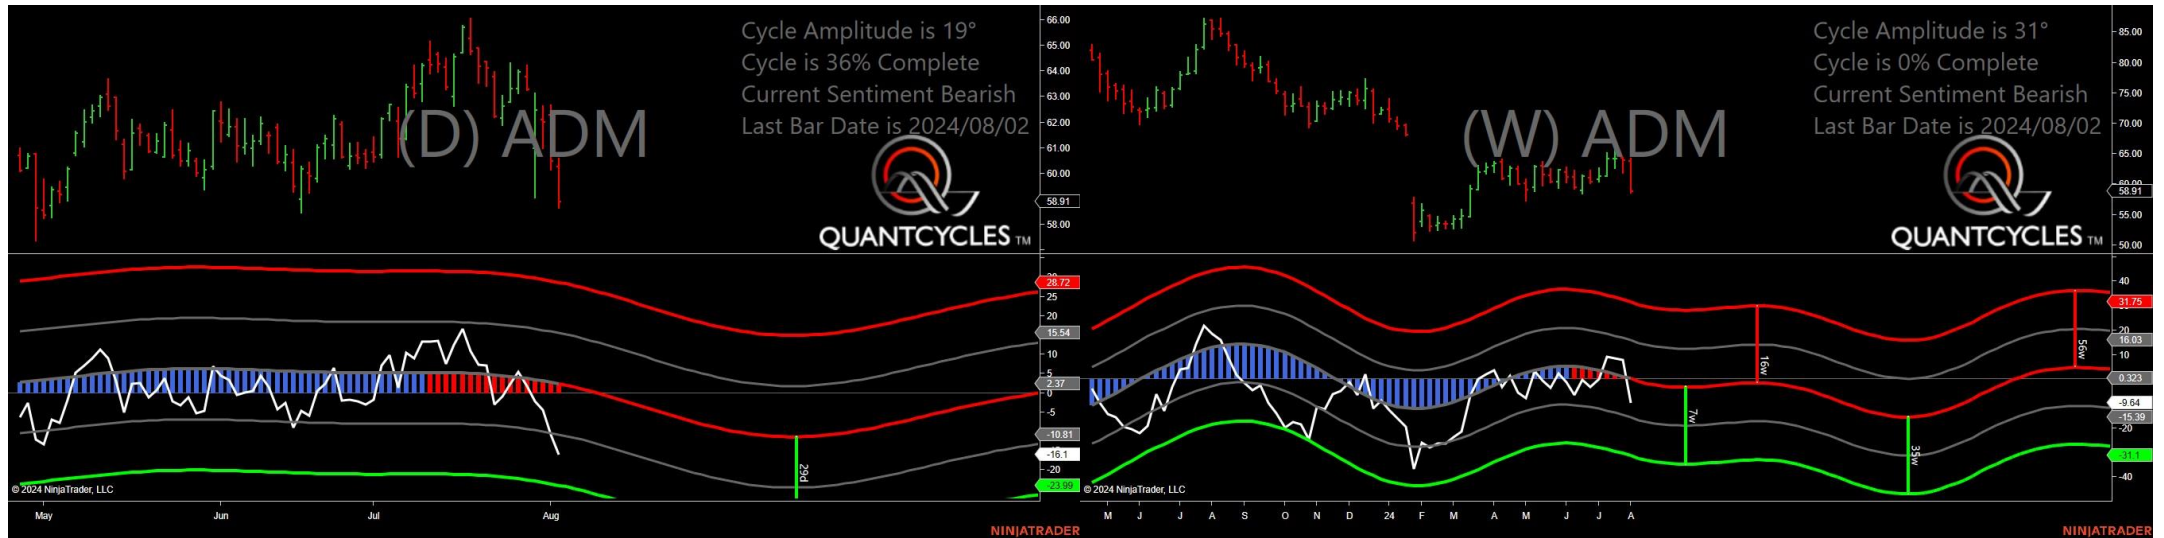 Cycle Amplitude is 19°
Cycle is 36% Complete
Current Sentiment Bearish
Last Bar Date is 2024/08/02
(D) ADM
QUANTCYCLES TM
66.00
65.00
64.00
63.00
62.00
61.00
60.00
58.91
58.00
28.72
25
20
15.54
10
5
2.37
0
-5
-10.81
-16.1
-20
-23.99
29d
© 2024 NinjaTrader, LLC
May Jun Jul Aug
NINJATRADER
Cycle Amplitude is 31°
Cycle is 0% Complete
Current Sentiment Bearish
Last Bar Date is 2024/08/02
(W) ADM
QUANTCYCLES TM
85.00
80.00
75.00
70.00
65.00
60.00
58.91
55.00
50.00
40
31.75
20
16.03
10
0.323
-9.64
-15.39
-20
-31.1
-40
16w
7w
35w
56w
© 2024 NinjaTrader, LLC
M J J A S O N D 24 F M A M J J A
NINJATRADER